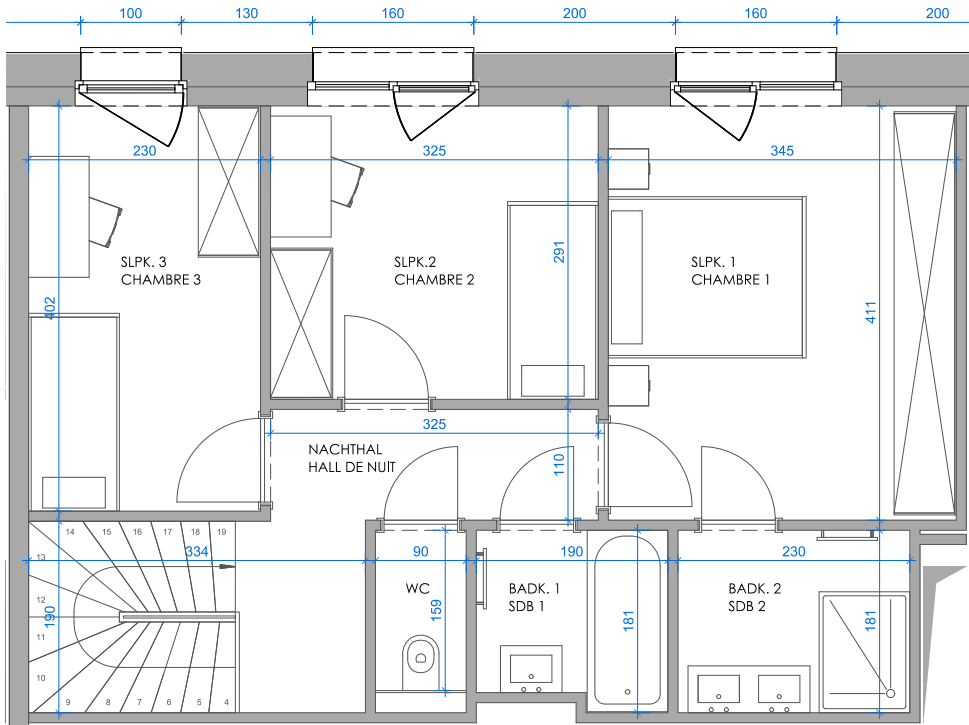 100 130 160 200 160 200
230 325 345
SLPK. 3
CHAMBRE 3
SLPK.2
CHAMBRE 2
SLPK. 1
CHAMBRE 1
402 291 411
325
NACHTHAL
HALL DE NUIT
110
14 15 16 17 18 19
13
12
11
10
9 8 7 6 5 4
334 90 190 230
190 159 181 181
WC
BADK. 1
SDB 1
BADK. 2
SDB 2